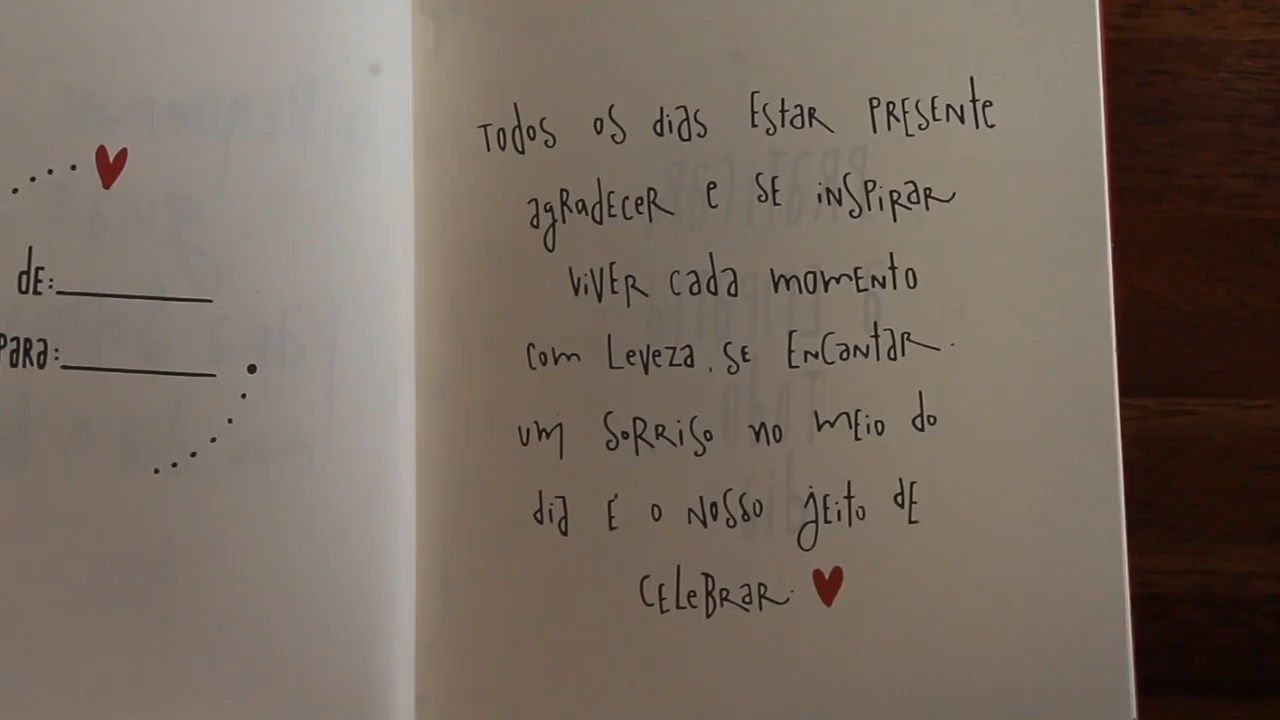 de:
Para:
Todos os dias estar presente
agradecer e se inspirar
viver cada momento
com leveza. se encantar.
um sorriso no meio do
dia é o nosso jeito de
celebrar.